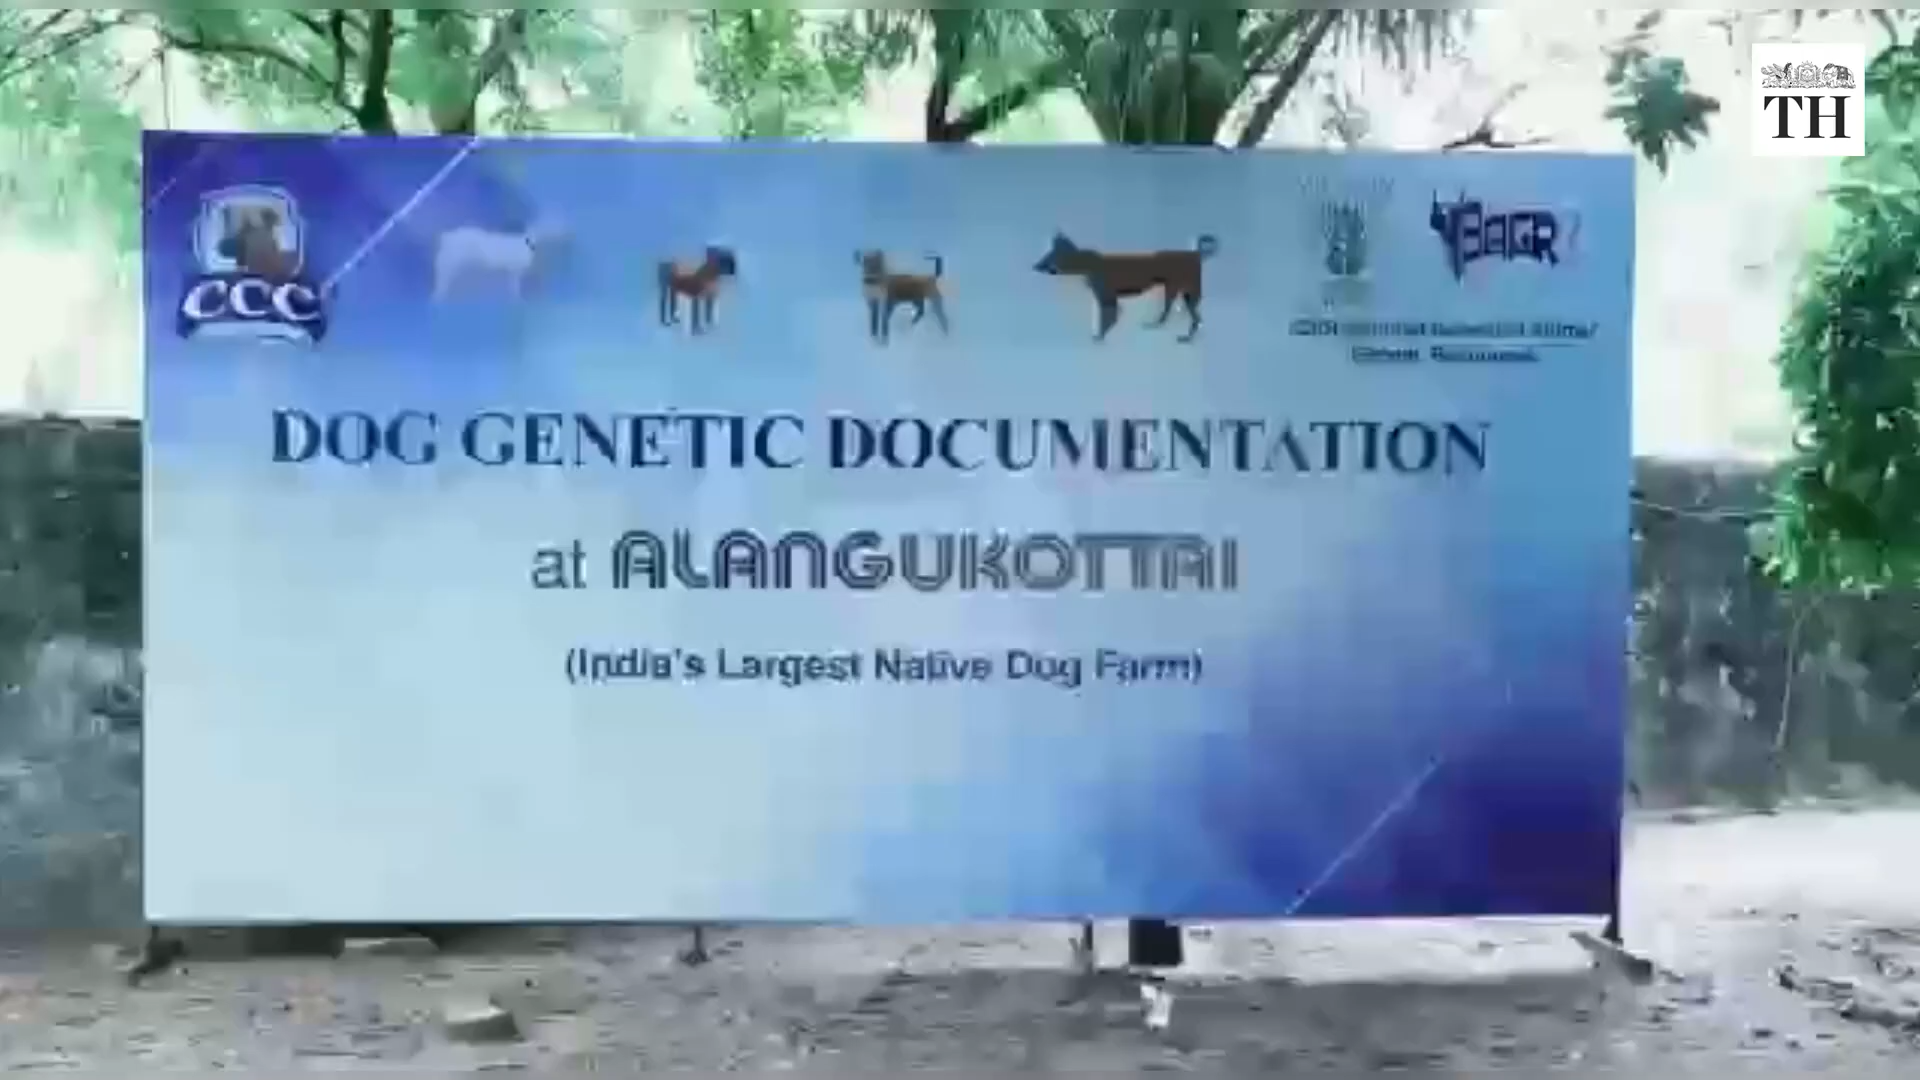 TH
CCC
DOG GENETIC DOCUMENTATION
at ALANGUKOTTAI
(India's Largest Native Dog Farm)